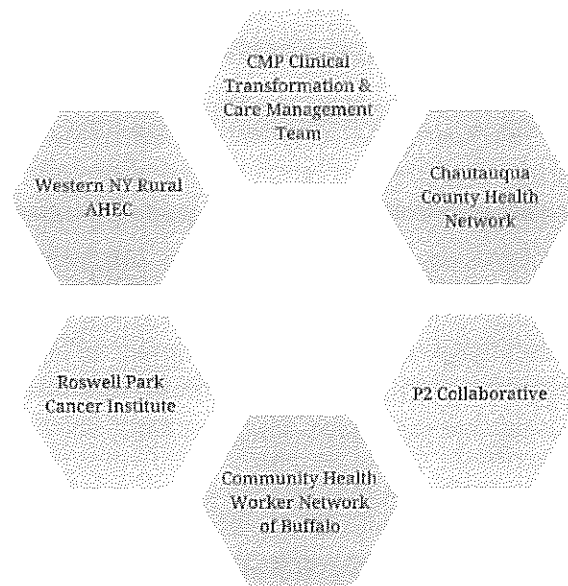 CMP Clinical
Transformation &
Care Management
Team
Western NY Rural
AHEC
Chautauqua
County Health
Network
Roswell Park
Cancer Institute
P2 Collaborative
Community Health
Worker Network
of Buffalo